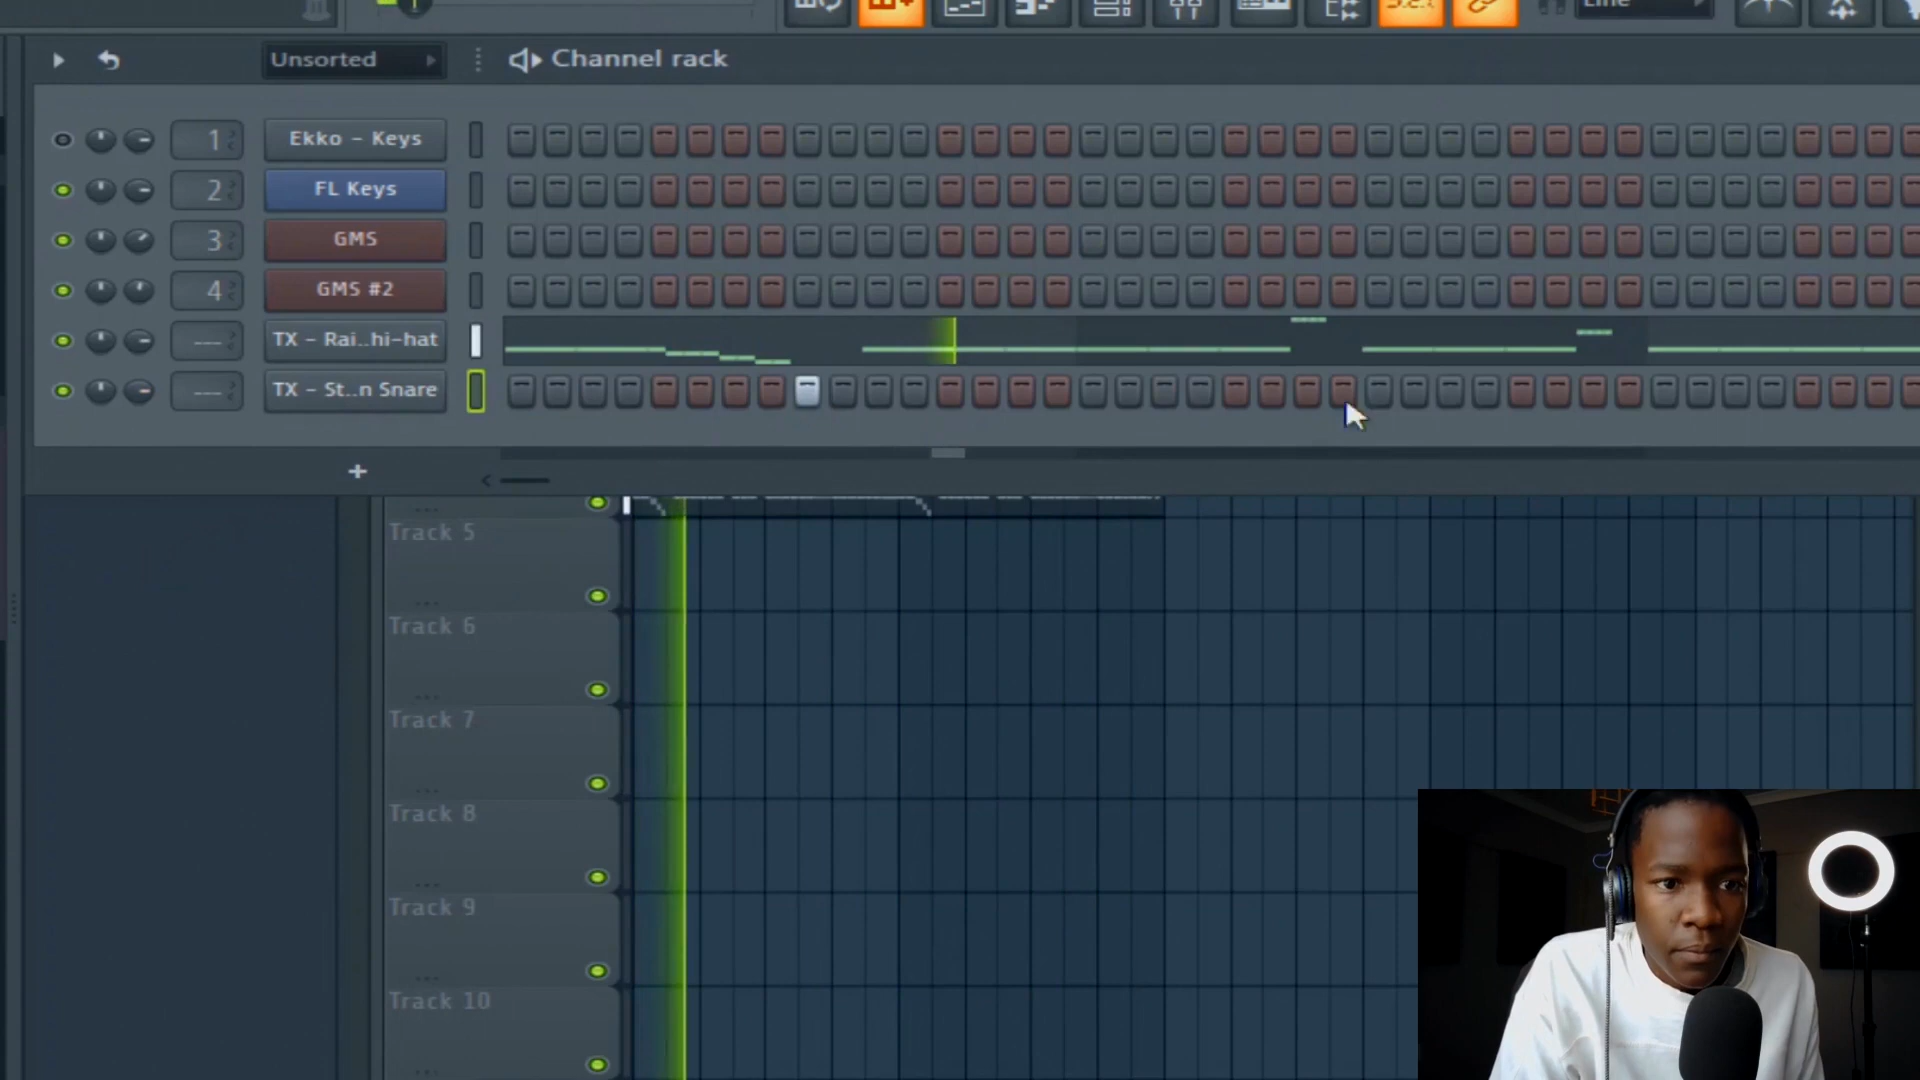 Line
Unsorted
Channel rack
1 Ekko - Keys
2 FL Keys
3 GMS
4 GMS #2
--- TX - Rai..hi-hat
--- TX - St..n Snare
+
Track 5
Track 6
Track 7
Track 8
Track 9
Track 10